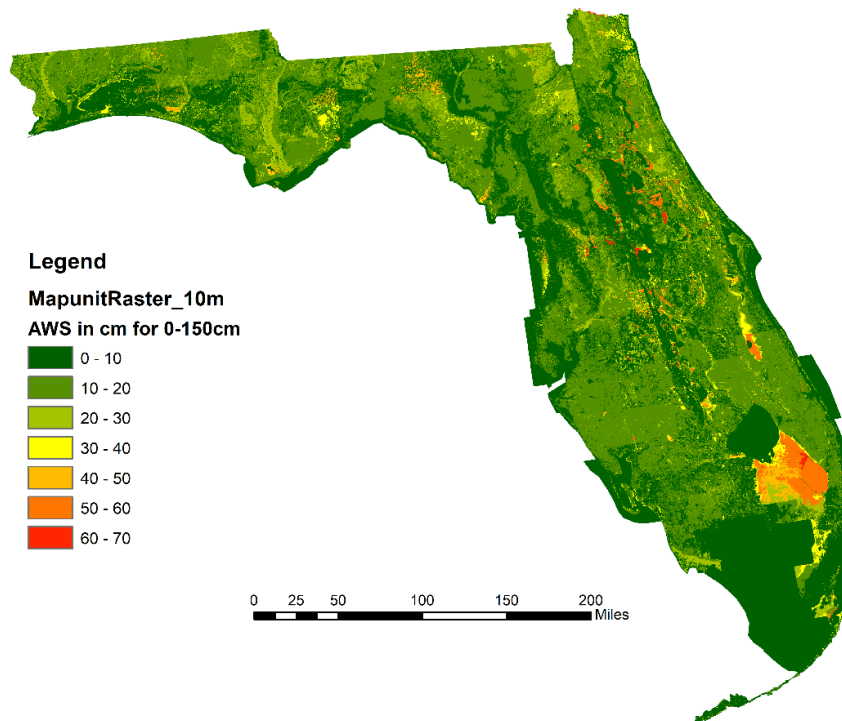 Legend
MapunitRaster_10m
AWS in cm for 0-150cm
0 - 10
10 - 20
20 - 30
30 - 40
40 - 50
50 - 60
60 - 70
0 25 50 100 150 200
Miles